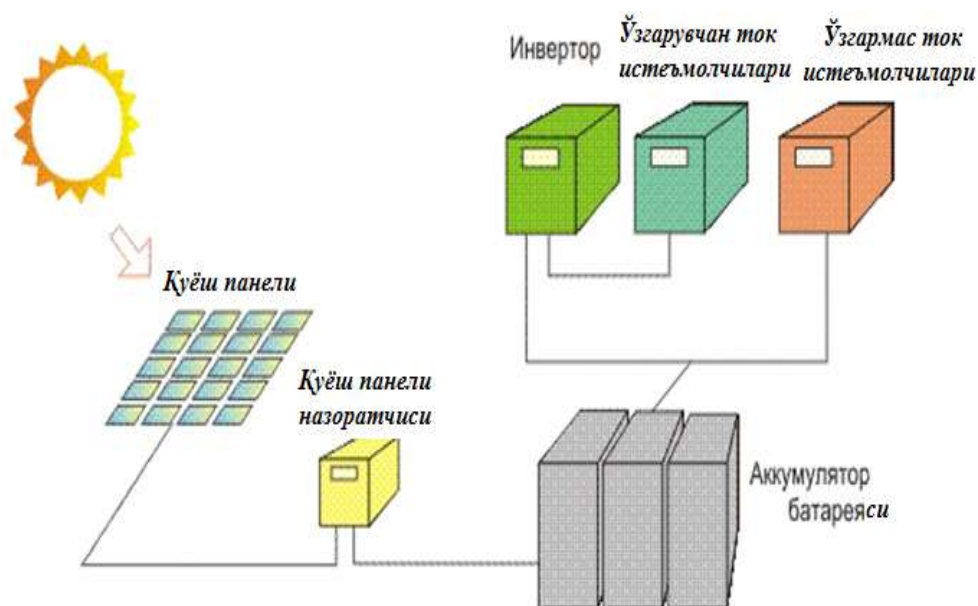 Инвертор
Ўзгарувчан ток
истеъмолчилари
Ўзгармас ток
истеъмолчилари
Қуёш панели
Қуёш панели
назоратчиси
Аккумулятор
батареяси